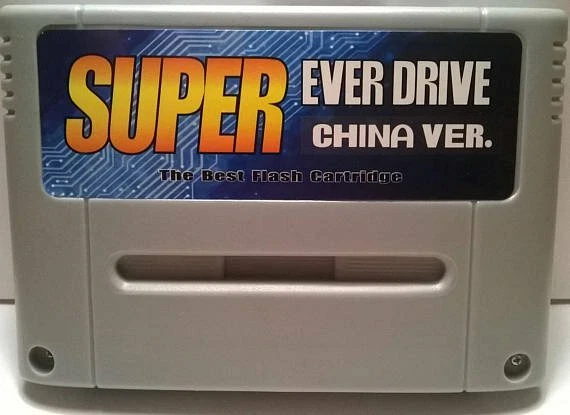 SUPER EVER DRIVE
CHINA VER.
The Best Flash Cartridge